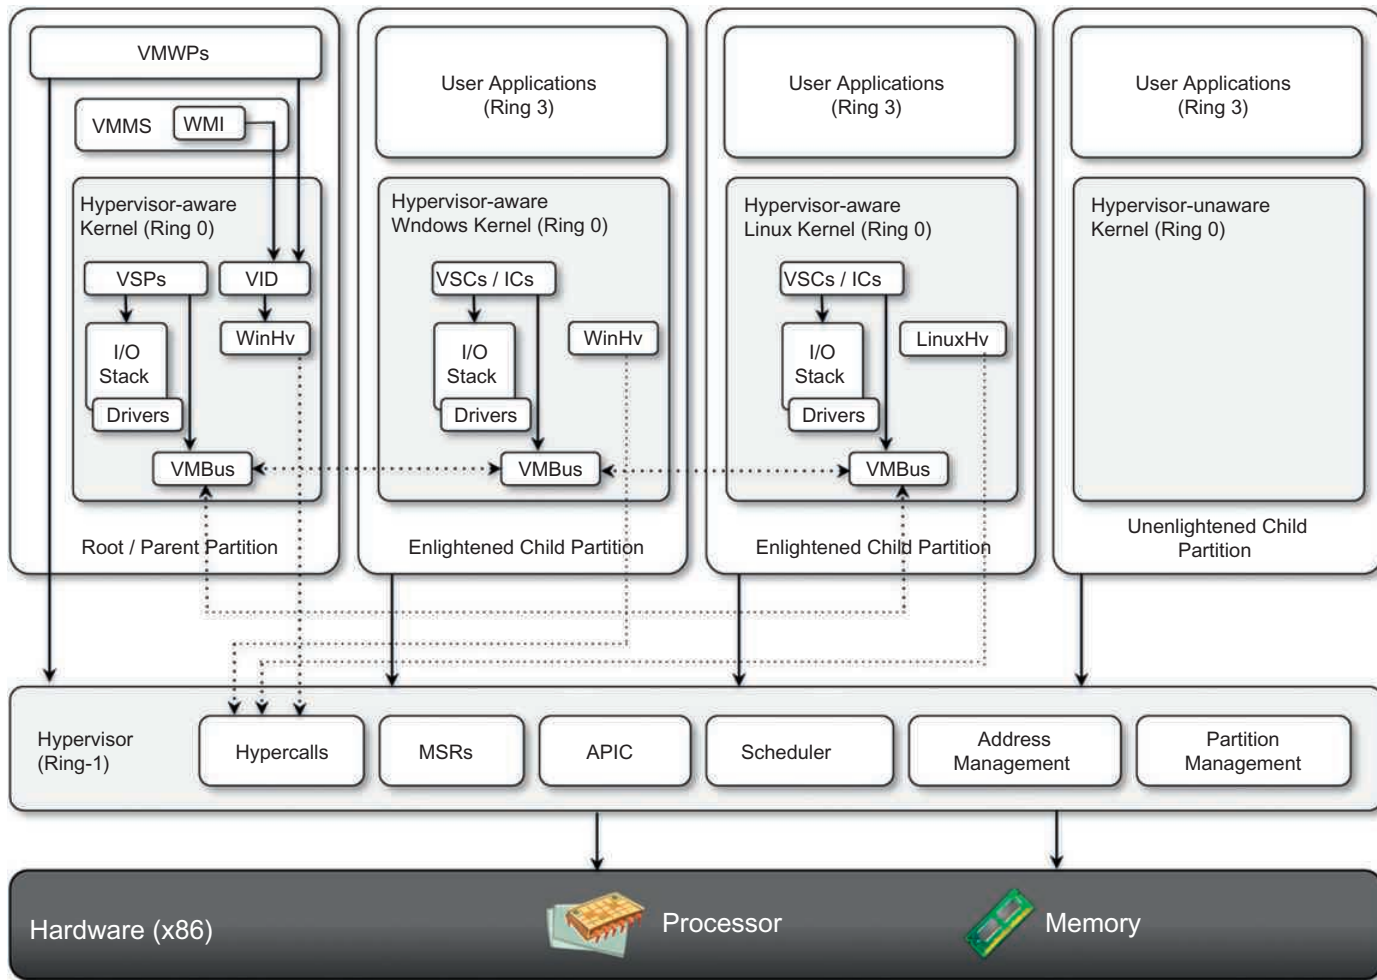 VMWPs
VMMS
WMI
Hypervisor-aware
Kernel (Ring 0)
VSPs
VID
I/O
Stack
WinHv
Drivers
VMBus
Root / Parent Partition
User Applications
(Ring 3)
Hypervisor-aware
Wndows Kernel (Ring 0)
VSCs / ICs
I/O
Stack
WinHv
Drivers
VMBus
Enlightened Child Partition
User Applications
(Ring 3)
Hypervisor-aware
Linux Kernel (Ring 0)
VSCs / ICs
I/O
Stack
LinuxHv
Drivers
VMBus
Enlightened Child Partition
User Applications
(Ring 3)
Hypervisor-unaware
Kernel (Ring 0)
Unenlightened Child
Partition
Hypervisor
(Ring-1)
Hypercalls
MSRs
APIC
Scheduler
Address
Management
Partition
Management
Hardware (x86)
Processor
Memory